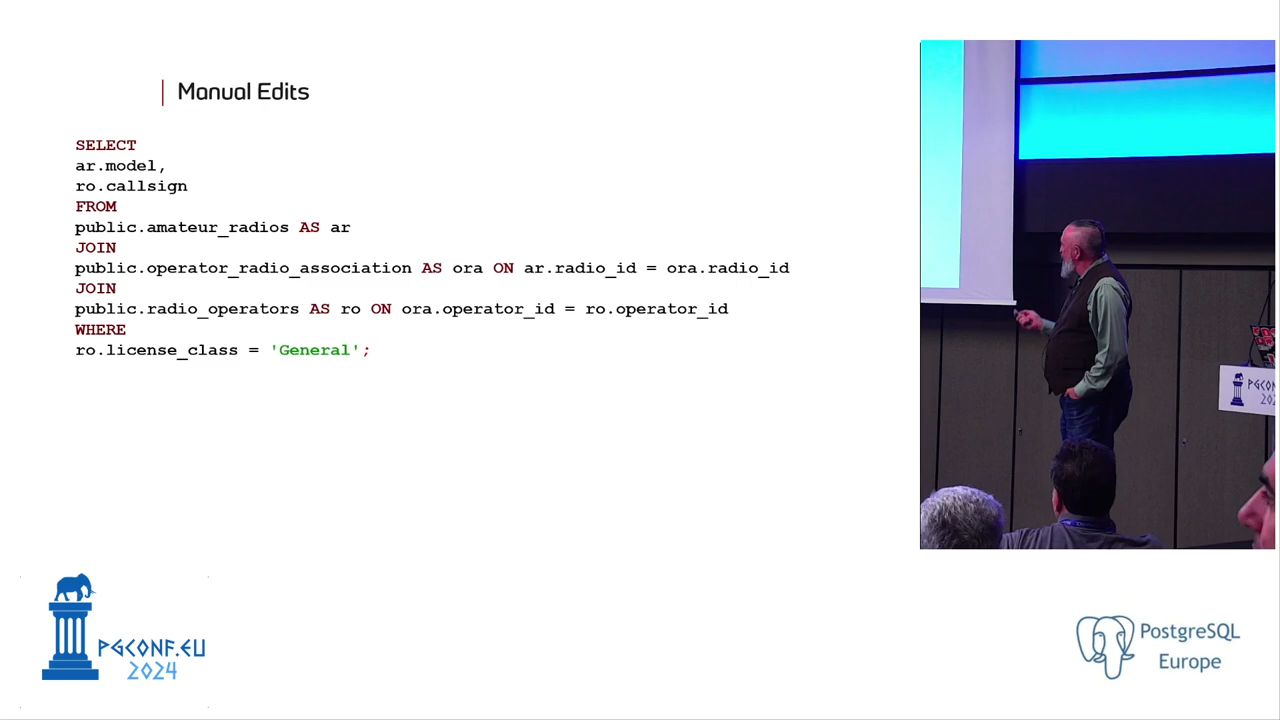 Manual Edits
SELECT
ar.model,
ro.callsign
FROM
public.amateur_radios AS ar
JOIN
public.operator_radio_association AS ora ON ar.radio_id = ora.radio_id
JOIN
public.radio_operators AS ro ON ora.operator_id = ro.operator_id
WHERE
ro.license_class = 'General';
PGCONF.EU
2024
PostgreSQL
Europe